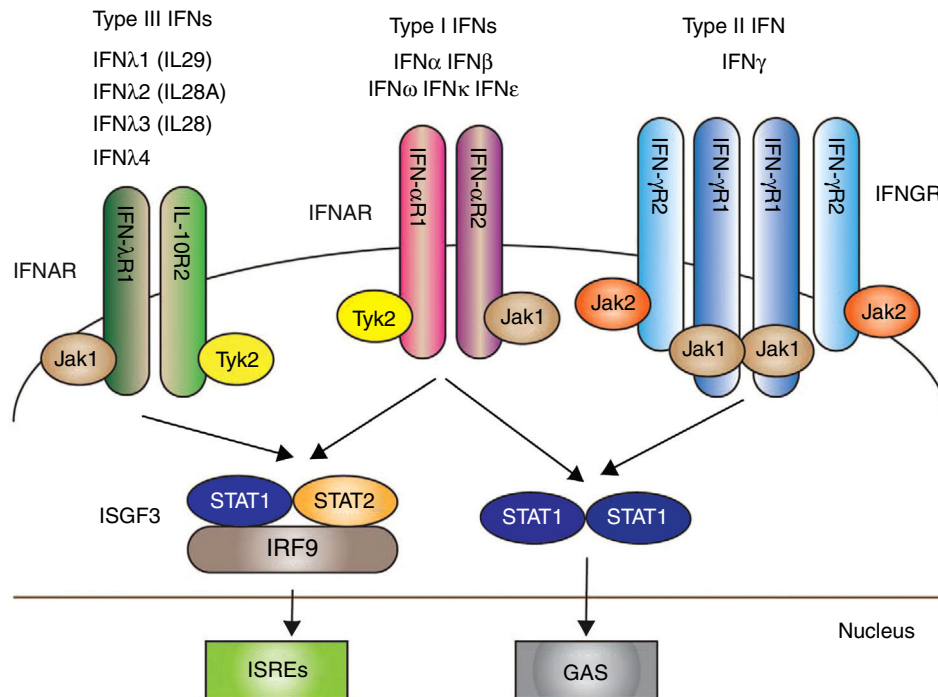 Type III IFNs
IFNλ1 (IL29)
IFNλ2 (IL28A)
IFNλ3 (IL28)
IFNλ4
Type I IFNs
IFNα IFNβ
IFNω IFNκ IFNε
Type II IFN
IFNγ
IFNAR
IFN-λR1
IL-10R2
Jak1
Tyk2
IFNAR
IFN-αR1
IFN-αR2
Tyk2
Jak1
IFN-γR2
IFN-γR1
IFN-γR1
IFN-γR2
IFNGR
Jak2
Jak1
Jak1
Jak2
ISGF3
STAT1
STAT2
IRF9
STAT1
STAT1
Nucleus
ISREs
GAS